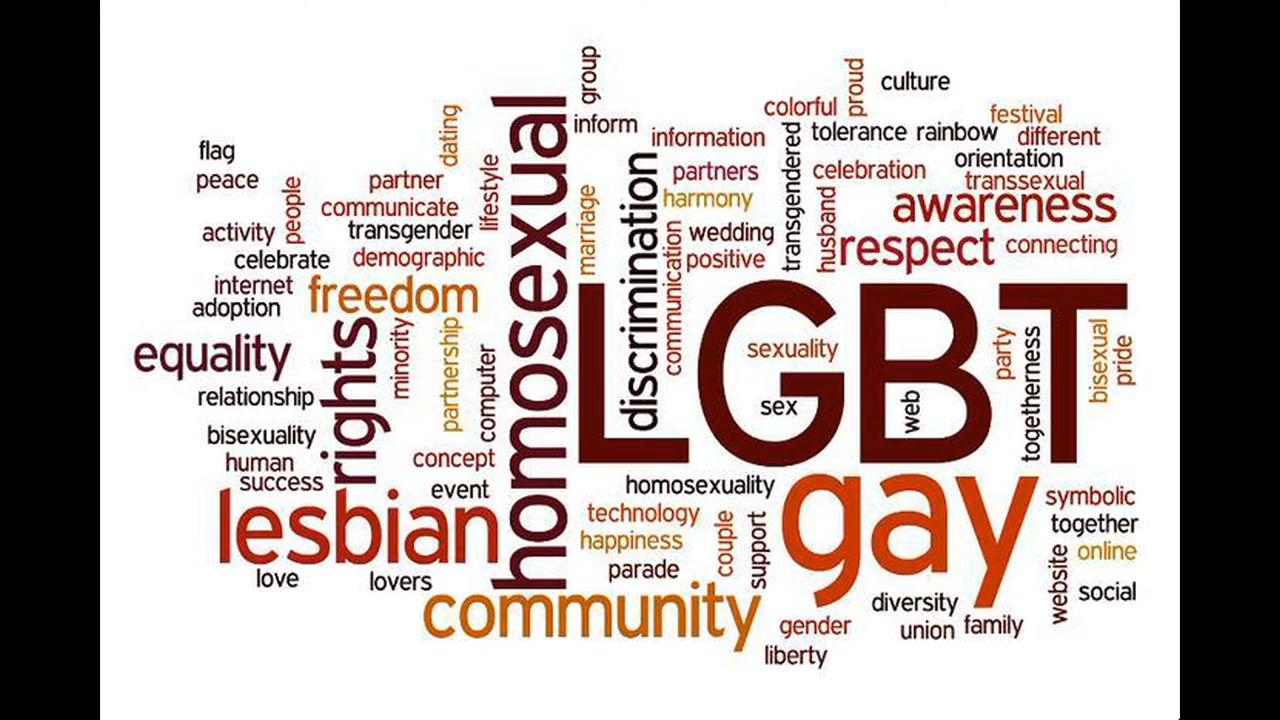 group
proud
culture
colorful
dating
festival
inform
information
tolerance
rainbow
different
flag
homosexual
lifestyle
discrimination
partners
transgendered
celebration
orientation
peace
people
partner
transssexual
communicate
marriage
harmony
husband
awareness
activity
transgender
communication
wedding
respect
connecting
celebrate
demographic
positive
internet
freedom
adoption
LGBT
equality
rights
minority
partnership
computer
sexuality
party
togetherness
bisexual
pride
relationship
sex
web
bisexuality
human
concept
success
event
homosexuality
gay
symbolic
lesbian
technology
couple
support
together
happiness
online
love
lovers
parade
website
social
community
diversity
gender
union
family
liberty